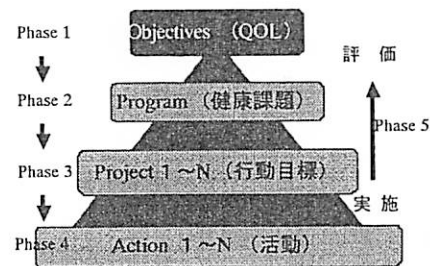 Phase 1
Objectives (QOL)
評 価
Phase 2
Program (健康課題)
Phase 5
Phase 3
Project 1 ～N (行動目標)
実 施
Phase 4
Action 1 ～N (活動)